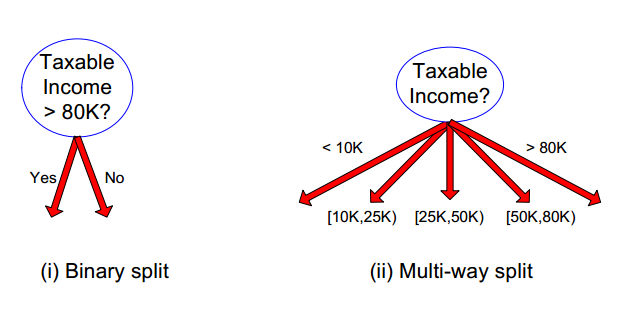 Taxable
Income
> 80K?
Yes
No
(i) Binary split
Taxable
Income?
< 10K
> 80K
[10K,25K)
[25K,50K)
[50K,80K)
(ii) Multi-way split